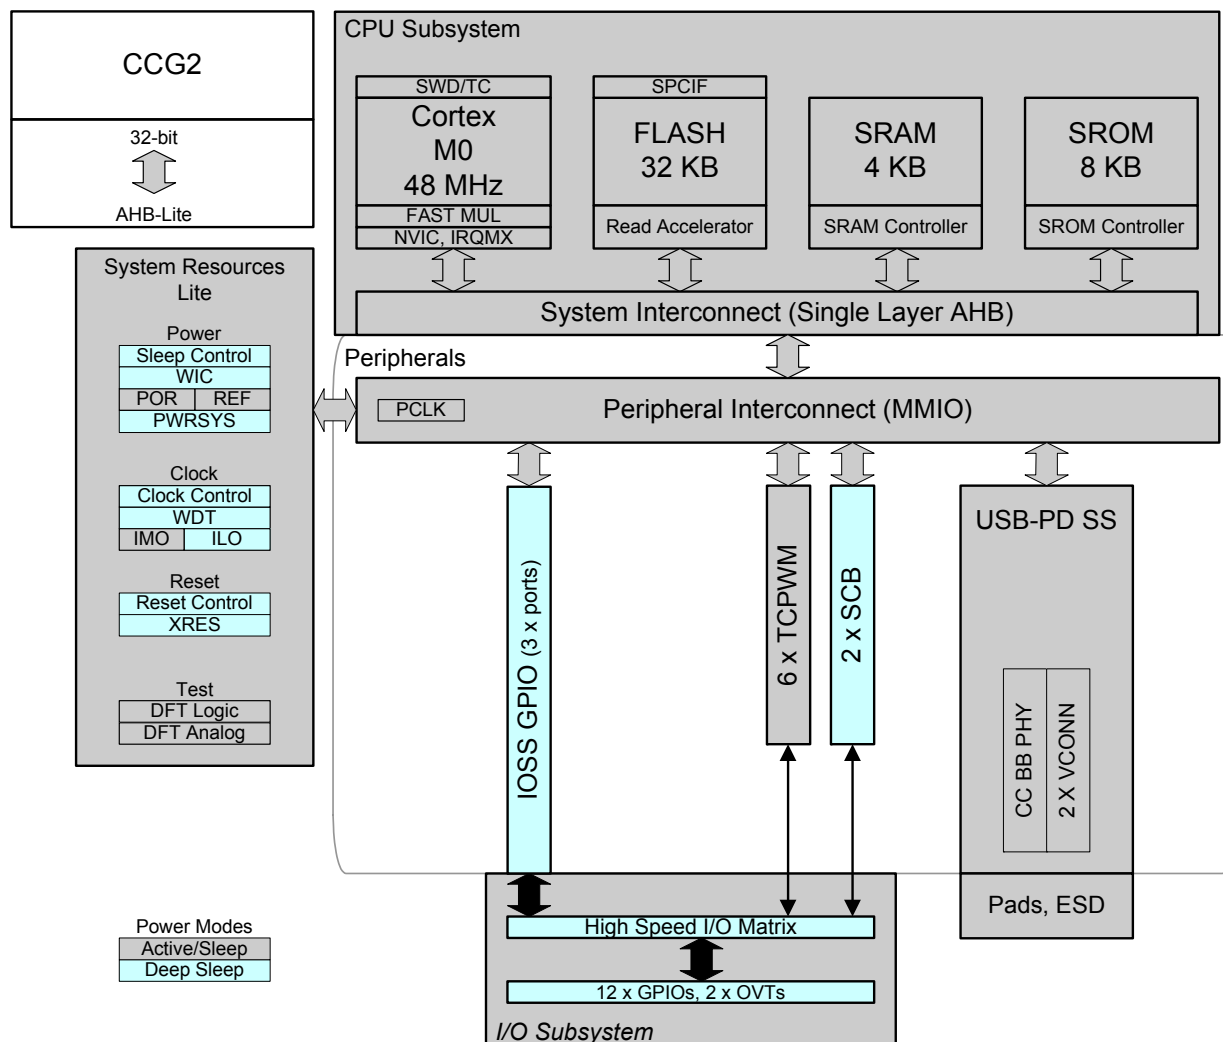 CCG2
32-bit
AHB-Lite
CPU Subsystem
SWD/TC
Cortex
M0
48 MHz
FAST MUL
NVIC, IRQMX
SPCIF
FLASH
32 KB
Read Accelerator
SRAM
4 KB
SRAM Controller
SROM
8 KB
SROM Controller
System Interconnect (Single Layer AHB)
System Resources
Lite
Power
Sleep Control
WIC
POR
REF
PWRSYS
Clock
Clock Control
WDT
IMO
ILO
Reset
Reset Control
XRES
Test
DFT Logic
DFT Analog
Peripherals
PCLK
Peripheral Interconnect (MMIO)
IOSS GPIO (3 x ports)
6 x TCPWM
2 x SCB
USB-PD SS
CC BB PHY
2 X VCONN
Pads, ESD
High Speed I/O Matrix
12 x GPIOs, 2 x OVTs
I/O Subsystem
Power Modes
Active/Sleep
Deep Sleep